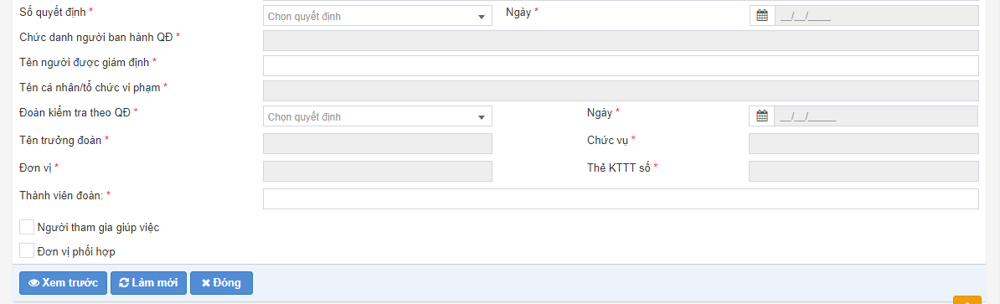 Số quyết định * Chọn quyết định Ngày * __/__/____
Chức danh người ban hành QĐ *
Tên người được giám định *
Tên cá nhân/tổ chức vi phạm *
Đoàn kiểm tra theo QĐ * Chọn quyết định Ngày * __/__/____
Tên trưởng đoàn * Chức vụ *
Đơn vị * Thẻ KTTT số *
Thành viên đoàn: *
Người tham gia giúp việc
Đơn vị phối hợp
Xem trước Làm mới Đóng